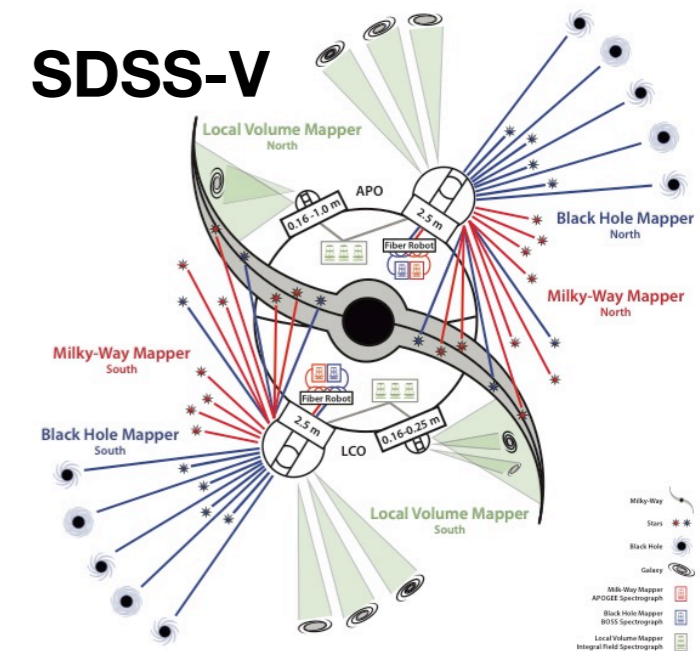 SDSS-V
Local Volume Mapper
North
APO
0.16-1.0 m
2.5 m
Fiber Robot
Black Hole Mapper
North
Milky-Way Mapper
North
Milky-Way Mapper
South
Fiber Robot
2.5 m
0.16-0.25 m
LCO
Black Hole Mapper
South
Local Volume Mapper
South
Milky-Way
Stars
Black Hole
Galaxy
Milk-Way Mapper
APOGEE Spectrograph
Black Hole Mapper
BOSS Spectrograph
Local Volume Mapper
Integral Field Spectrograph